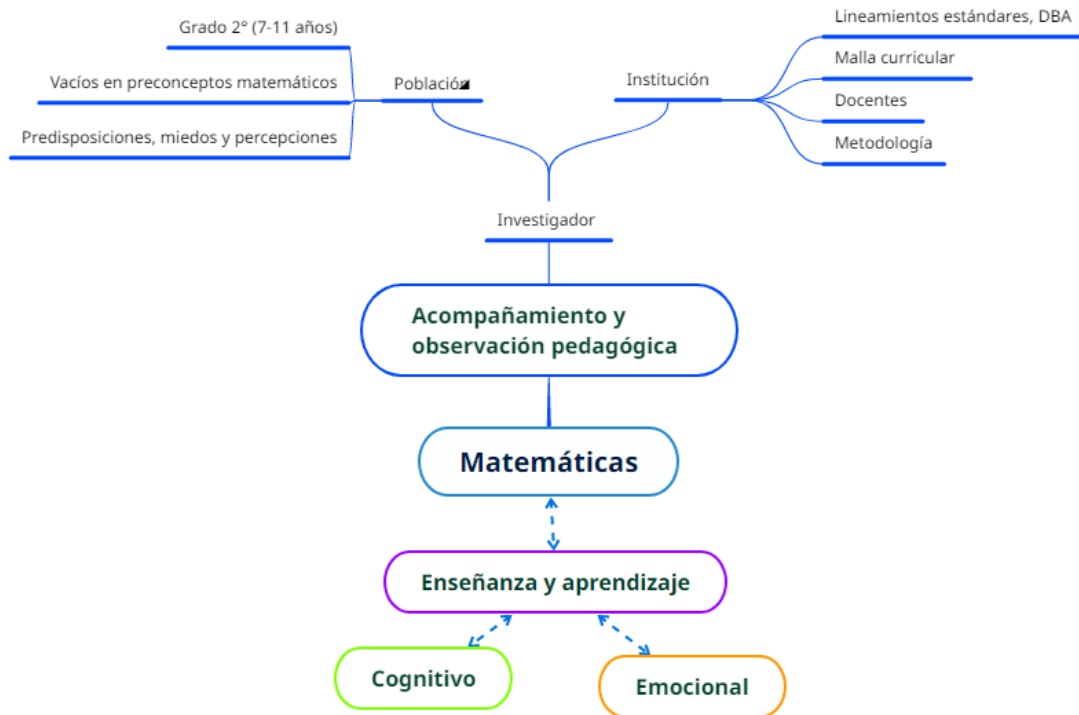 Grado 2° (7-11 años)
Vacíos en preconceptos matemáticos
Predisposiciones, miedos y percepciones
Població
Institución
Lineamientos estándares, DBA
Malla curricular
Docentes
Metodología
Investigador
Acompañamiento y
observación pedagógica
Matemáticas
Enseñanza y aprendizaje
Cognitivo
Emocional